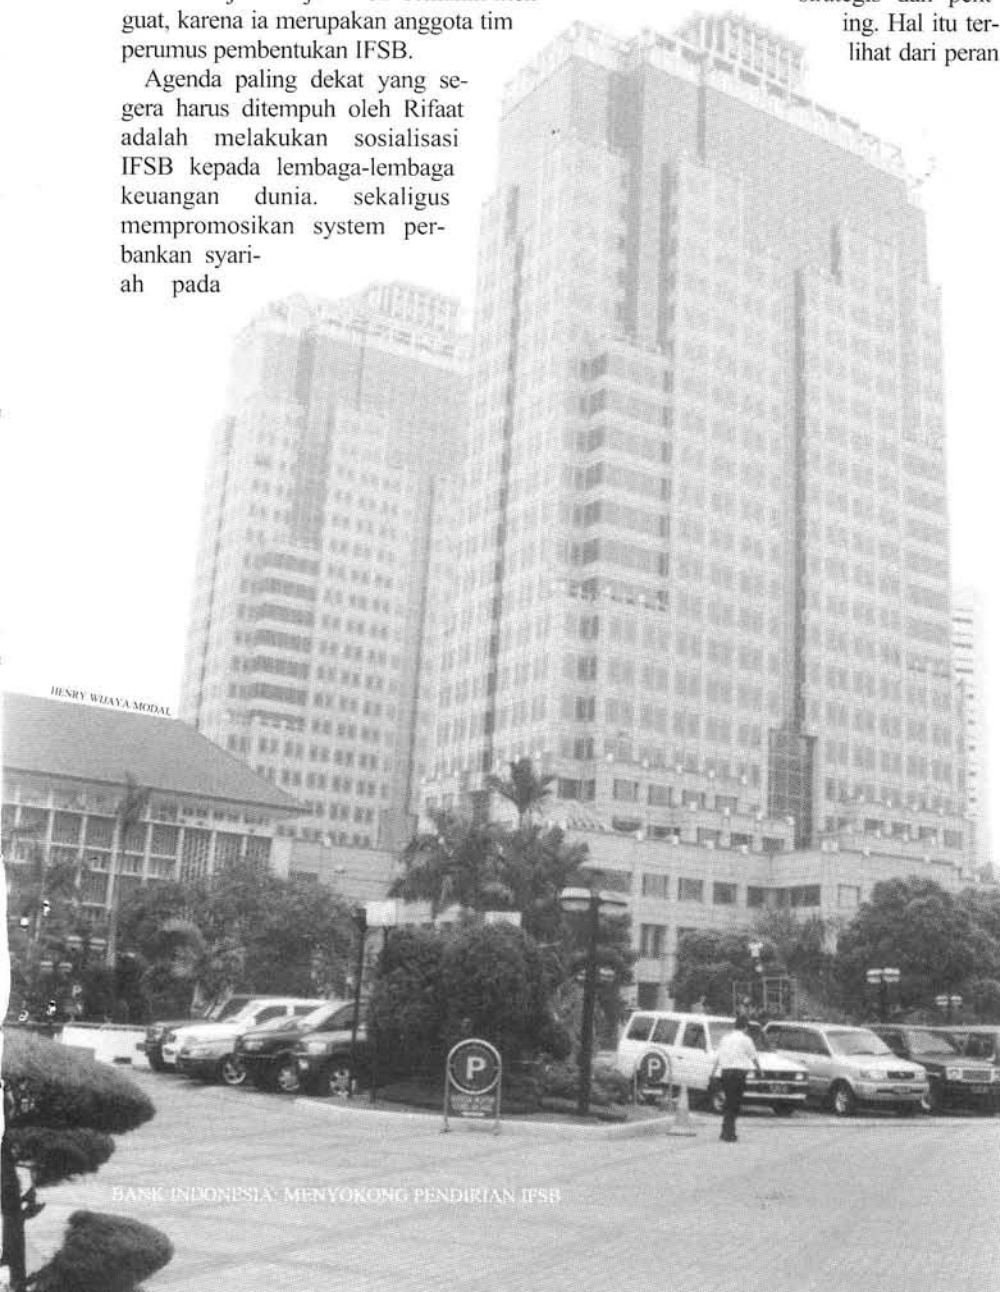 guat, karena ia merupakan anggota tim
perumus pembentukan IFSB.
Agenda paling dekat yang se-
gera harus ditempuh oleh Rifaat
adalah melakukan sosialisasi
IFSB kepada lembaga-lembaga
keuangan dunia. sekaligus
mempromosikan system per-
bankan syari-
ah pada
ing. Hal itu ter-
lihat dari peran
HENRY WIJAYA MODAL
P
P
BANK INDONESIA: MENYOKONG PENDIRIAN IFSB